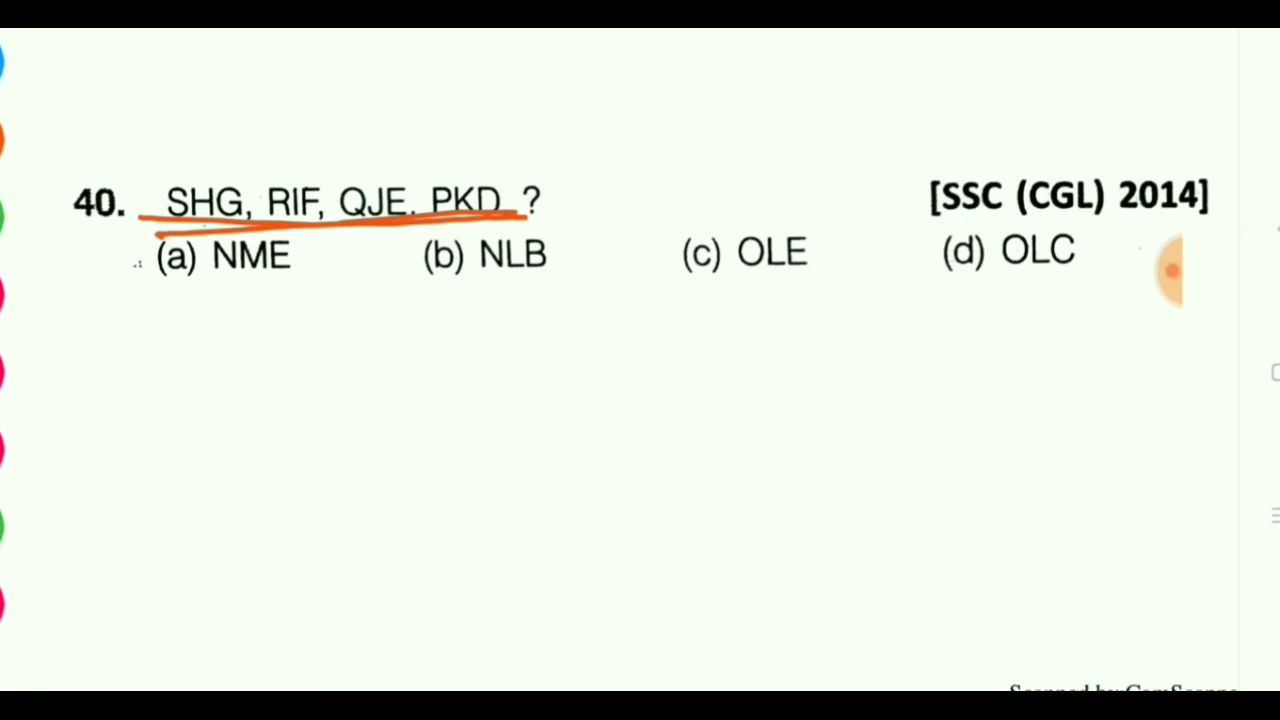 40. SHG, RIF, QJE, PKD, ? [SSC (CGL) 2014]
(a) NME (b) NLB (c) OLE (d) OLC